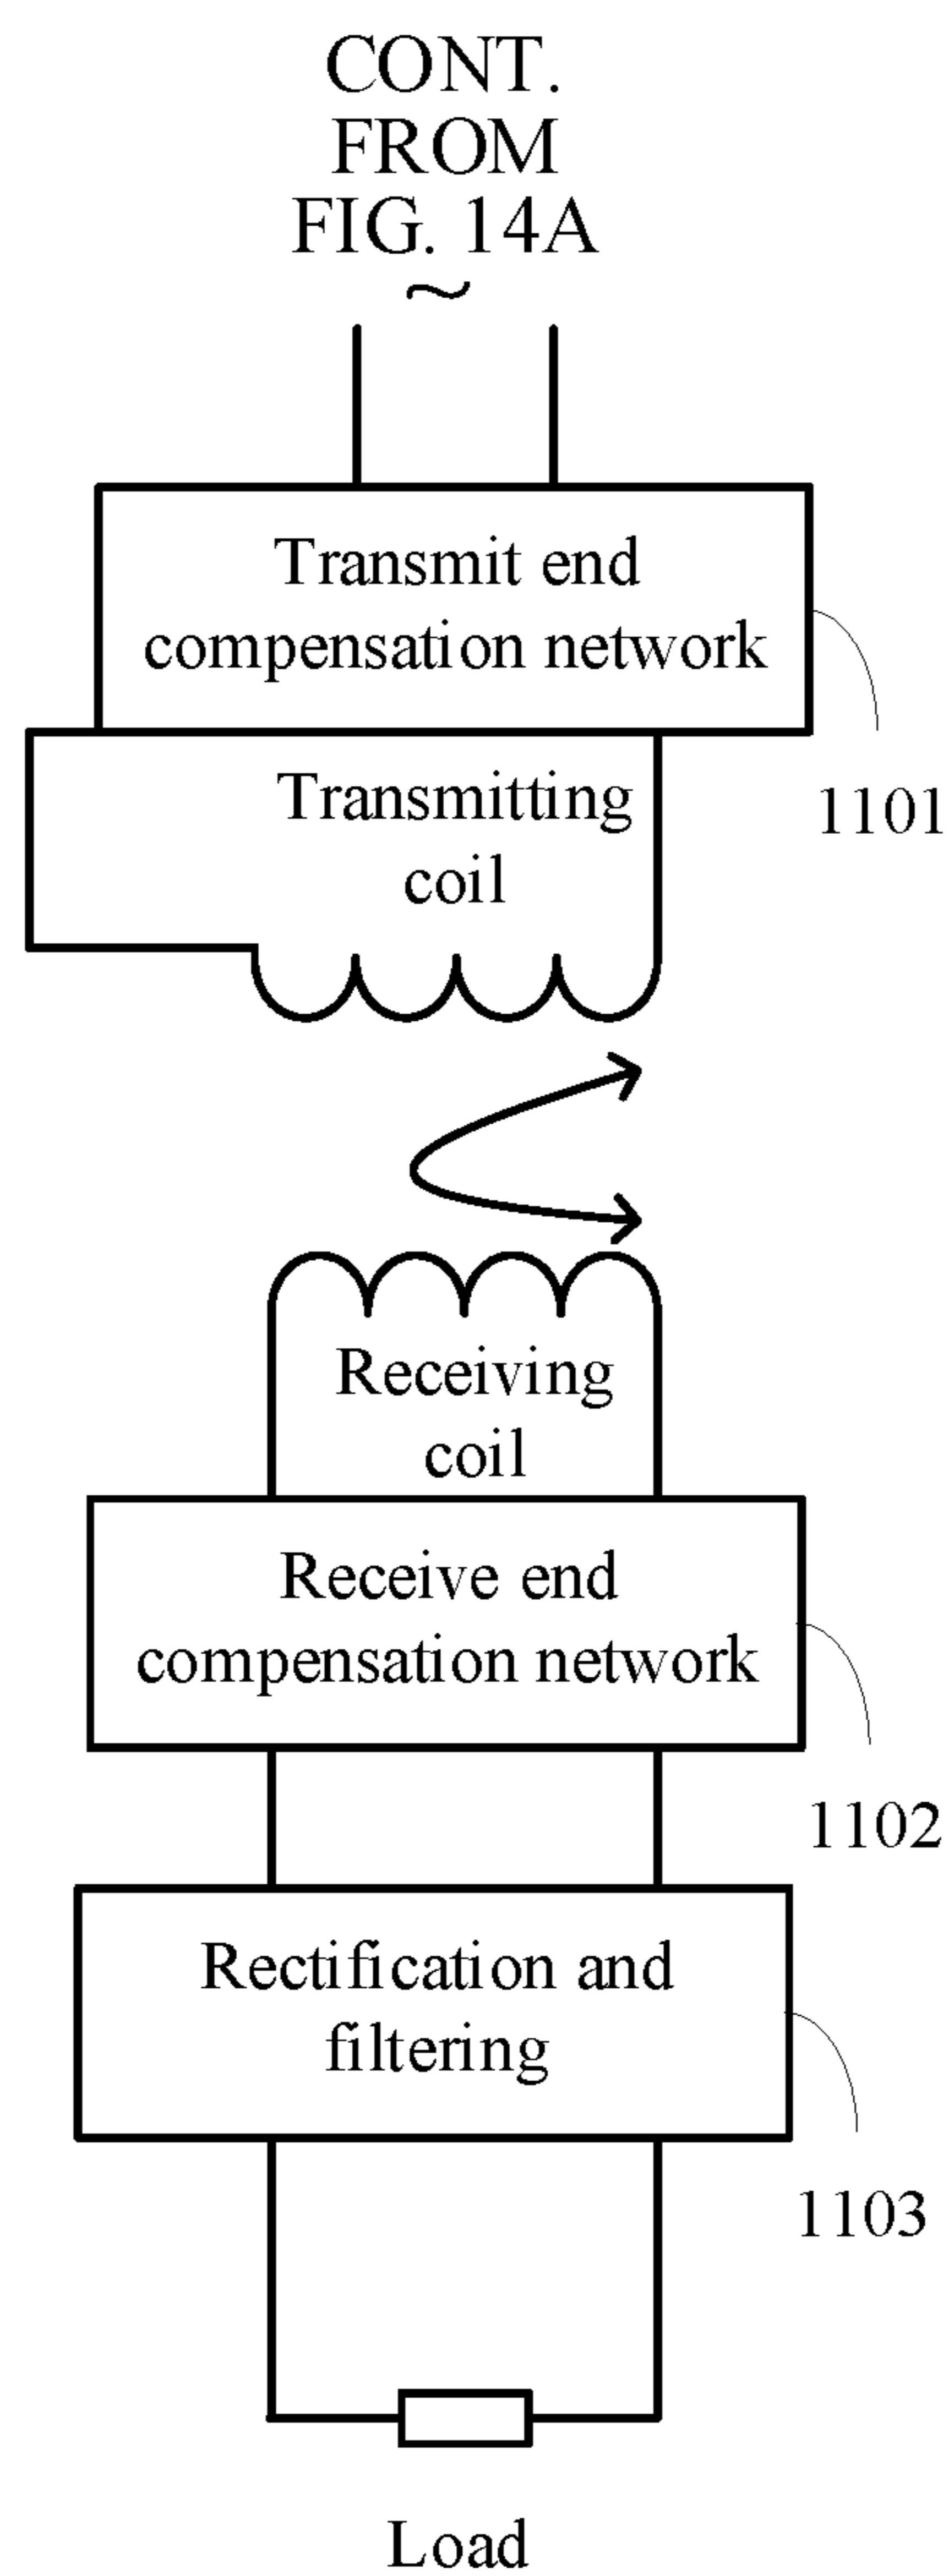 CONT.
FROM
FIG. 14A
~
Transmit end
compensation network
1101
Transmitting
coil
Receiving
coil
Receive end
compensation network
1102
Rectification and
filtering
1103
Load